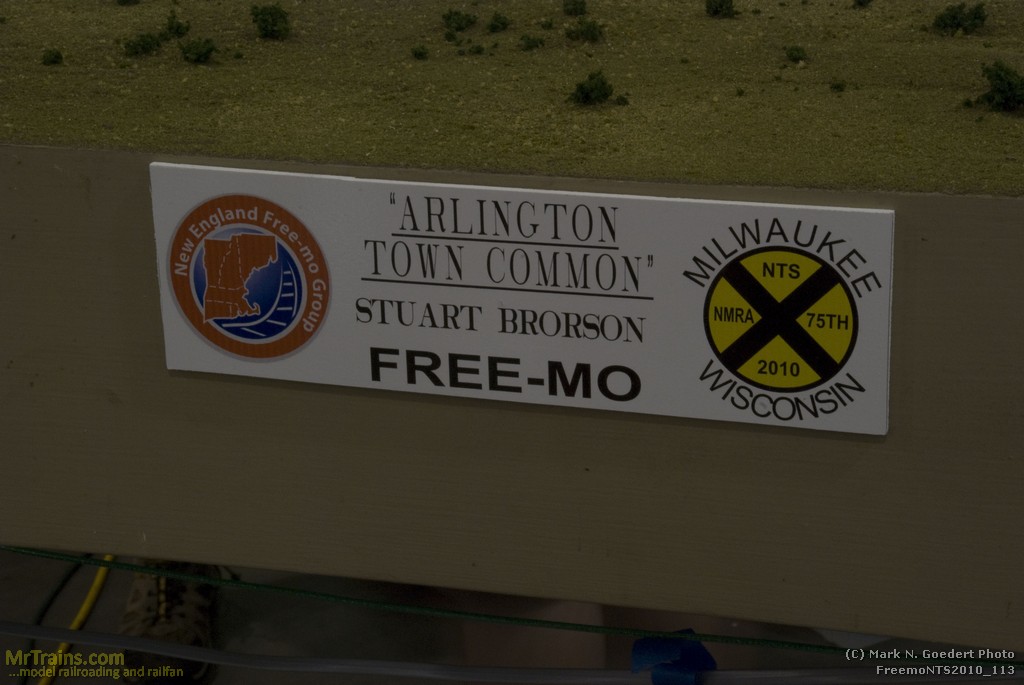 New England Free-mo Group
"ARLINGTON
TOWN COMMON"
STUART BRORSON
FREE-MO
MILWAUKEE
NTS
NMRA 75TH
2010
WISCONSIN
MrTrains.com
...model railroading and railfan
(C) Mark N. Goedert Photo
FreemoNTS2010_113